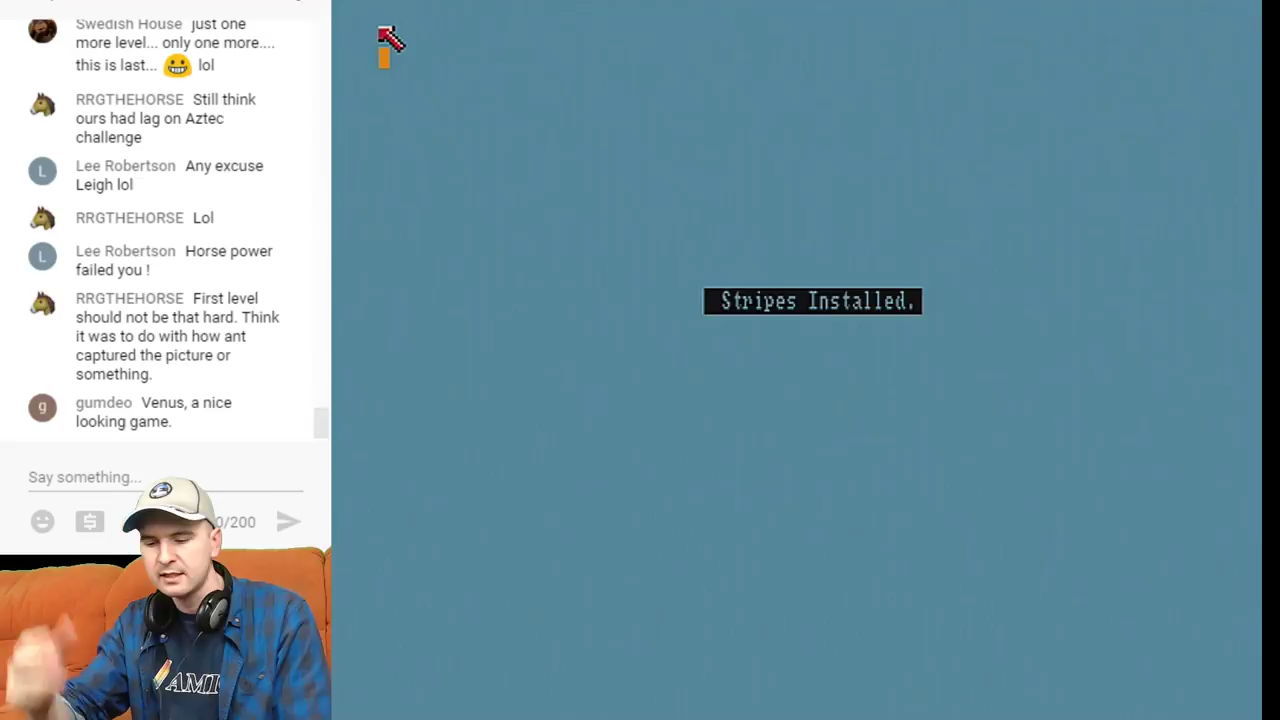 Swedish House just one
more level... only one more....
this is last... lol
RRGTHEHORSE Still think
ours had lag on Aztec
challenge
L Lee Robertson Any excuse
Leigh lol
RRGTHEHORSE Lol
L Lee Robertson Horse power
failed you !
RRGTHEHORSE First level
should not be that hard. Think
it was to do with how ant
captured the picture or
something.
g gumdeo Venus, a nice
looking game.
Say something...
0/200
Stripes Installed.
AMI